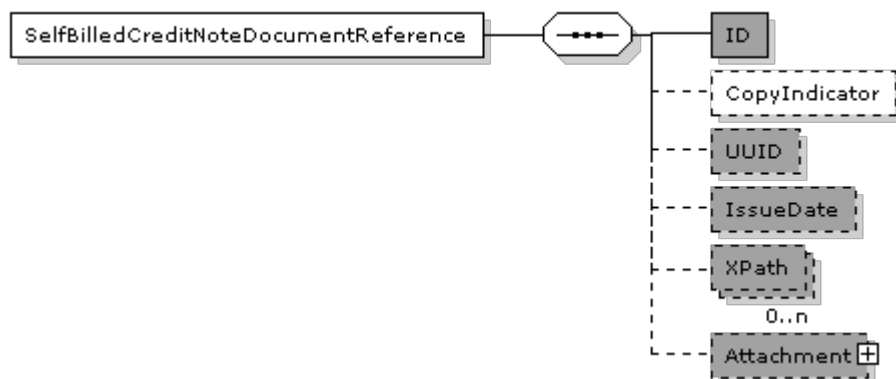 SelfBilledCreditNoteDocumentReference
ID
CopyIndicator
UUID
IssueDate
XPath
0..n
Attachment